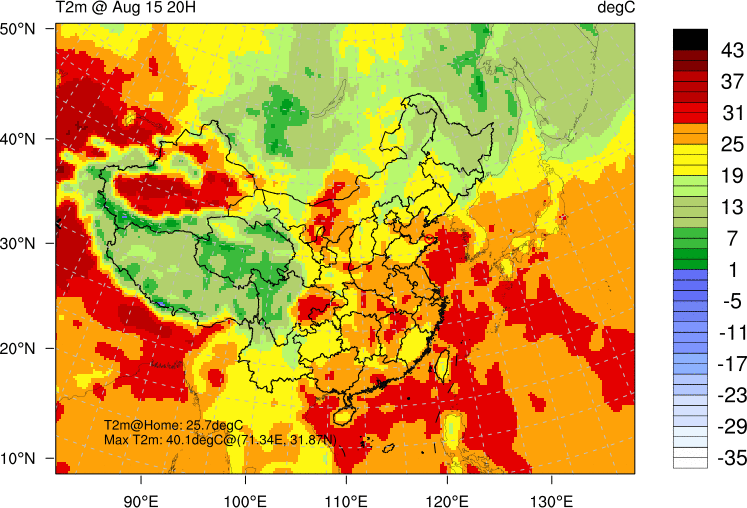 T2m @ Aug 15 20H
degC
50°N
40°N
30°N
20°N
10°N
T2m@Home: 25.7degC
Max T2m: 40.1degC@(71.34E, 31.87N)
90°E
100°E
110°E
120°E
130°E
43
37
31
25
19
13
7
1
-5
-11
-17
-23
-29
-35